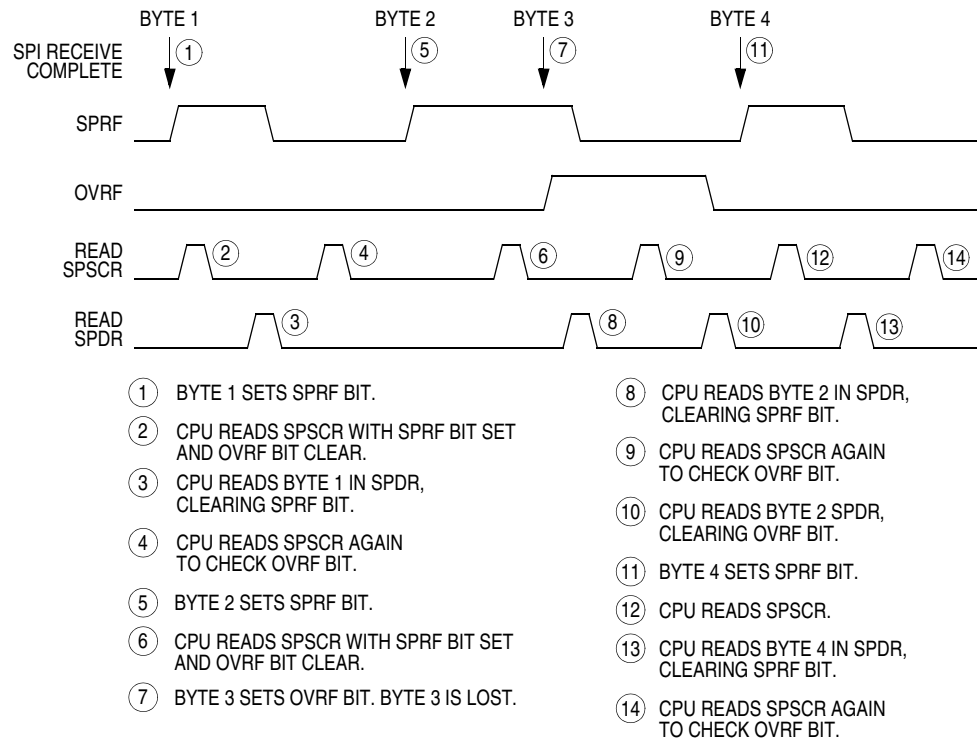 BYTE 1 BYTE 2 BYTE 3 BYTE 4
SPI RECEIVE
COMPLETE
1 5 7 11
SPRF
OVRF
READ
SPSCR
2 4 6 9 12 14
READ
SPDR
3 8 10 13
1 BYTE 1 SETS SPRF BIT.
2 CPU READS SPSCR WITH SPRF BIT SET
AND OVRF BIT CLEAR.
3 CPU READS BYTE 1 IN SPDR,
CLEARING SPRF BIT.
4 CPU READS SPSCR AGAIN
TO CHECK OVRF BIT.
5 BYTE 2 SETS SPRF BIT.
6 CPU READS SPSCR WITH SPRF BIT SET
AND OVRF BIT CLEAR.
7 BYTE 3 SETS OVRF BIT. BYTE 3 IS LOST.
8 CPU READS BYTE 2 IN SPDR,
CLEARING SPRF BIT.
9 CPU READS SPSCR AGAIN
TO CHECK OVRF BIT.
10 CPU READS BYTE 2 SPDR,
CLEARING OVRF BIT.
11 BYTE 4 SETS SPRF BIT.
12 CPU READS SPSCR.
13 CPU READS BYTE 4 IN SPDR,
CLEARING SPRF BIT.
14 CPU READS SPSCR AGAIN
TO CHECK OVRF BIT.